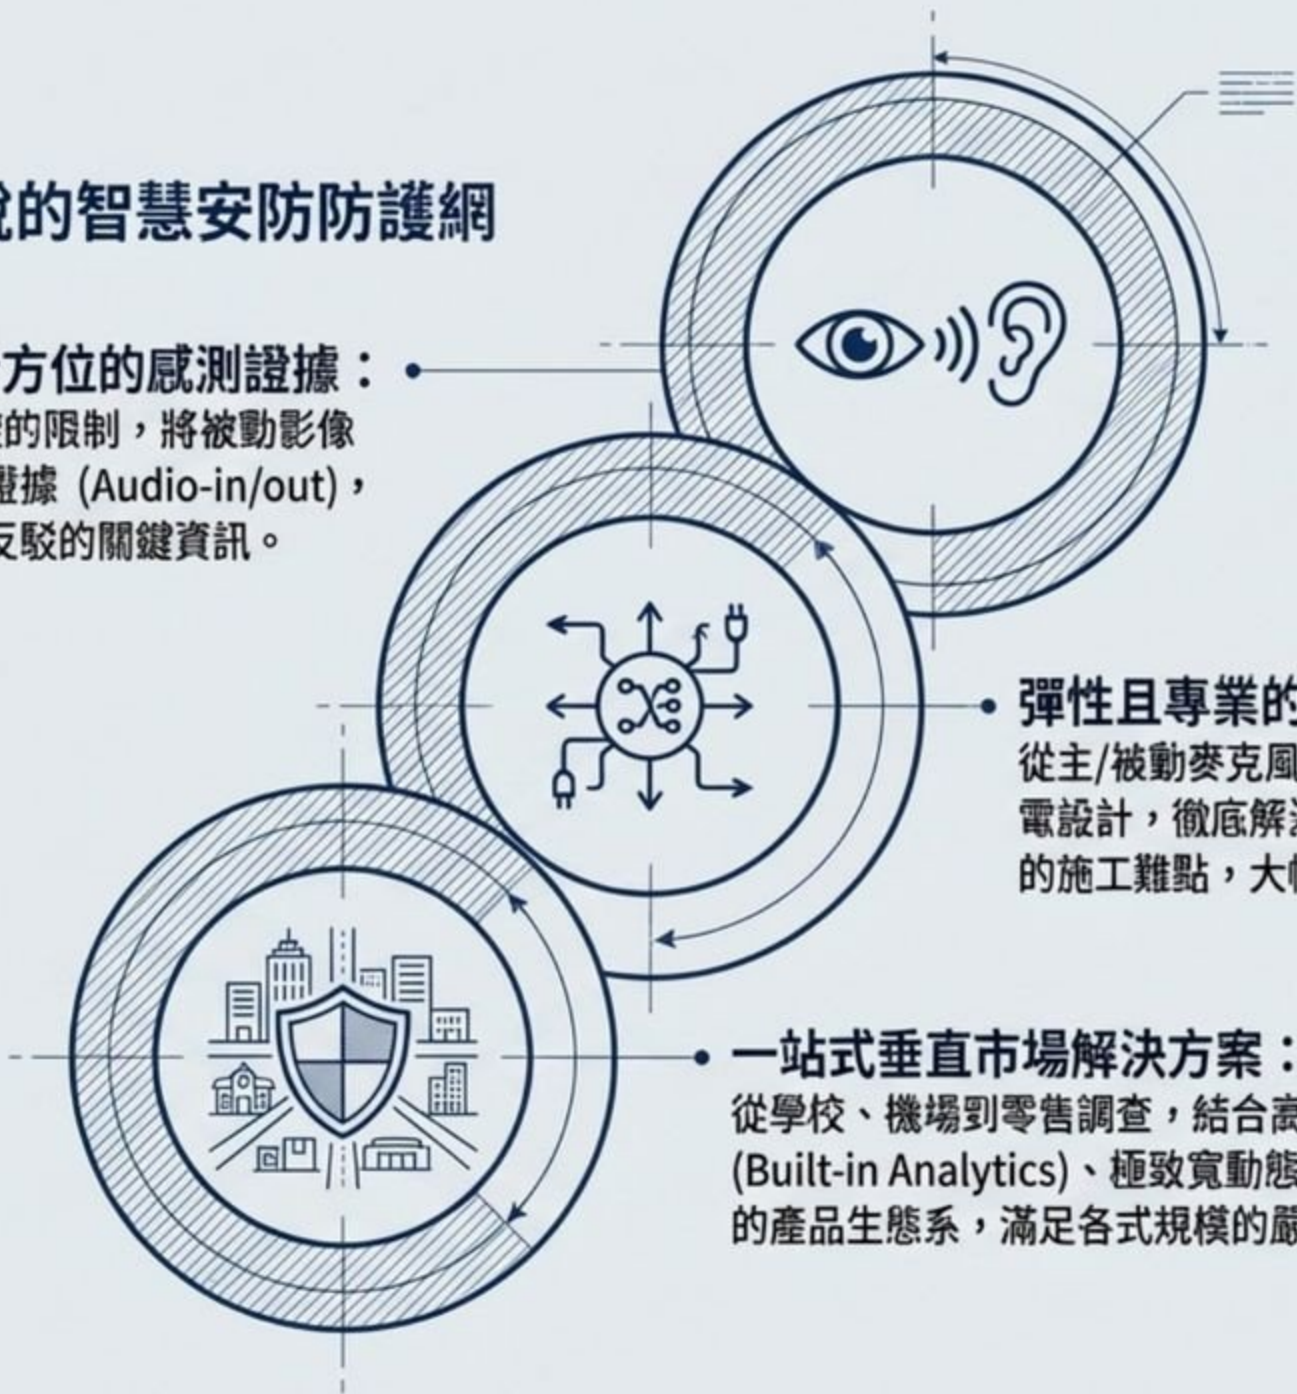 的智慧安防防護網
方位的感測證據：
的限制，將被動影像
證據 (Audio-in/out)，
反駁的關鍵資訊。
彈性且專業的
從主/被動麥克風
電設計，徹底解
的施工難點，大
一站式垂直市場解決方案：
從學校、機場到零售調查，結合高
(Built-in Analytics)、極致寬動態
的產品生態系，滿足各式規模的嚴